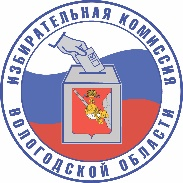 ИЗБИРАТЕЛЬНАЯ КОМИССИЯ
ВОЛОГОДСКОЙ ОБЛАСТИ